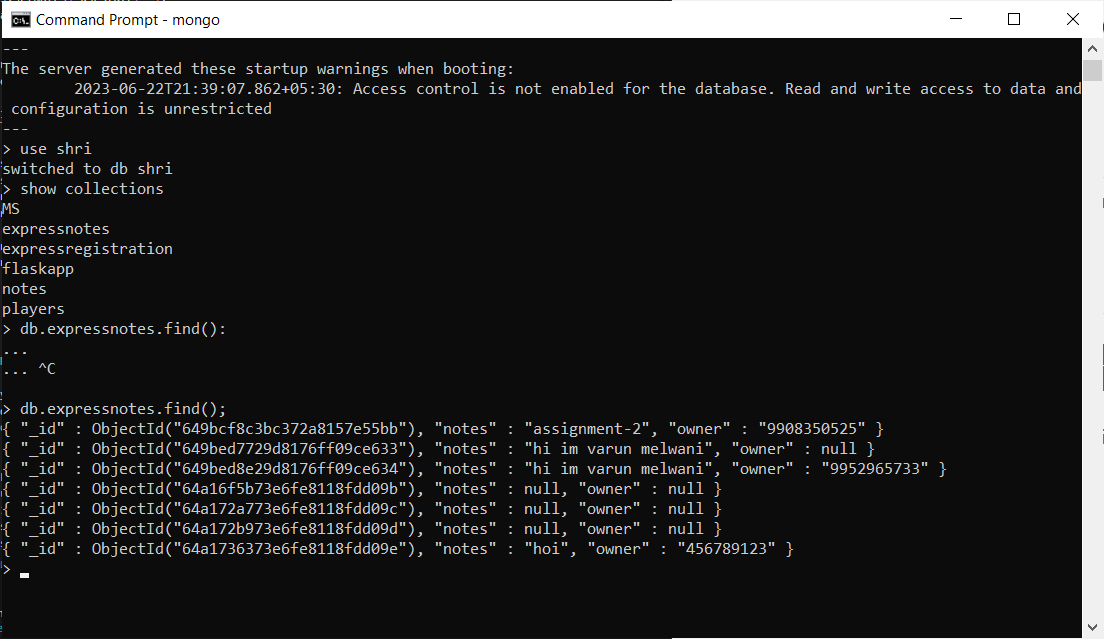 Command Prompt - mongo
---
The server generated these startup warnings when booting:
        2023-06-22T21:39:07.862+05:30: Access control is not enabled for the database. Read and write access to data and
 configuration is unrestricted
---
> use shri
switched to db shri
> show collections
MS
expressnotes
expressregistration
flaskapp
notes
players
> db.expressnotes.find():
...
... ^C

> db.expressnotes.find();
{ "_id" : ObjectId("649bcf8c3bc372a8157e55bb"), "notes" : "assignment-2", "owner" : "9908350525" }
{ "_id" : ObjectId("649bed7729d8176ff09ce633"), "notes" : "hi im varun melwani", "owner" : null }
{ "_id" : ObjectId("649bed8e29d8176ff09ce634"), "notes" : "hi im varun melwani", "owner" : "9952965733" }
{ "_id" : ObjectId("64a16f5b73e6fe8118fdd09b"), "notes" : null, "owner" : null }
{ "_id" : ObjectId("64a172a773e6fe8118fdd09c"), "notes" : null, "owner" : null }
{ "_id" : ObjectId("64a172b973e6fe8118fdd09d"), "notes" : null, "owner" : null }
{ "_id" : ObjectId("64a1736373e6fe8118fdd09e"), "notes" : "hoi", "owner" : "456789123" }
>